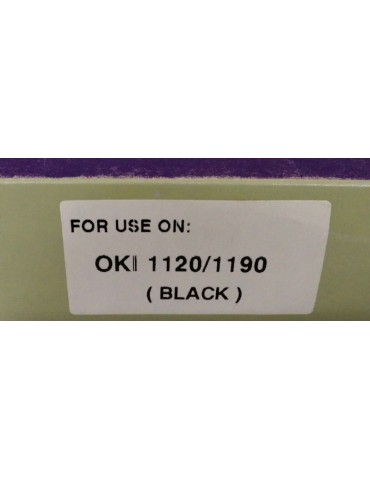 FOR USE ON:
OKI 1120/1190
( BLACK )